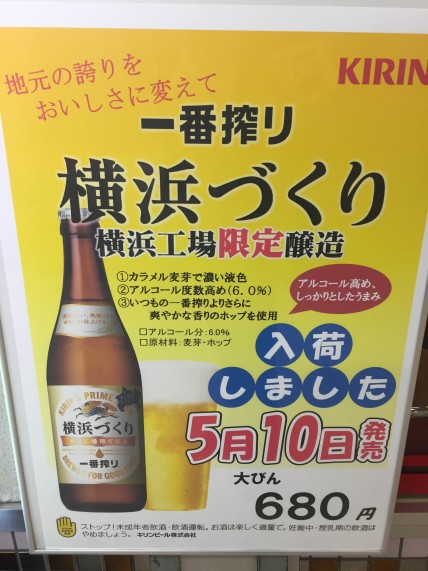 地元の誇りを
おいしさに変えて
KIRIN
一番搾り
横浜づくり
横浜工場限定醸造
①カラメル麦芽で濃い液色
②アルコール度数高め(6.0%)
③いつもの一番搾りよりさらに
爽やかな香りのホップを使用
アルコール高め、
しっかりとしたうまみ
□アルコール分:6.0%
□原材料:麦芽・ホップ
入荷
しました
5月10日発売
大びん
680円
KIRIN'S PRIME
横浜づくり
一番搾り
ストップ!未成年者飲酒・飲酒運転。お酒は楽しく適量で。妊娠中・授乳期の飲酒は
やめましょう。キリンビール株式会社